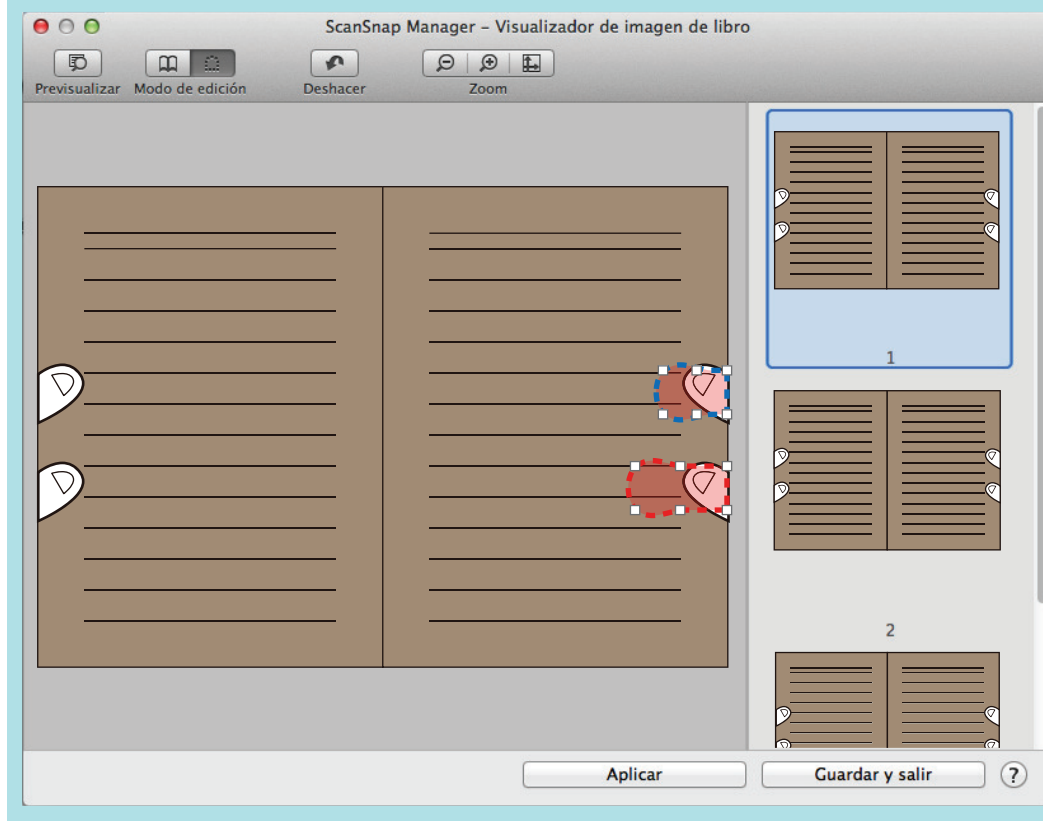 ScanSnap Manager – Visualizador de imagen de libro
Previsualizar Modo de edición Deshacer Zoom
1
2
Aplicar Guardar y salir ?